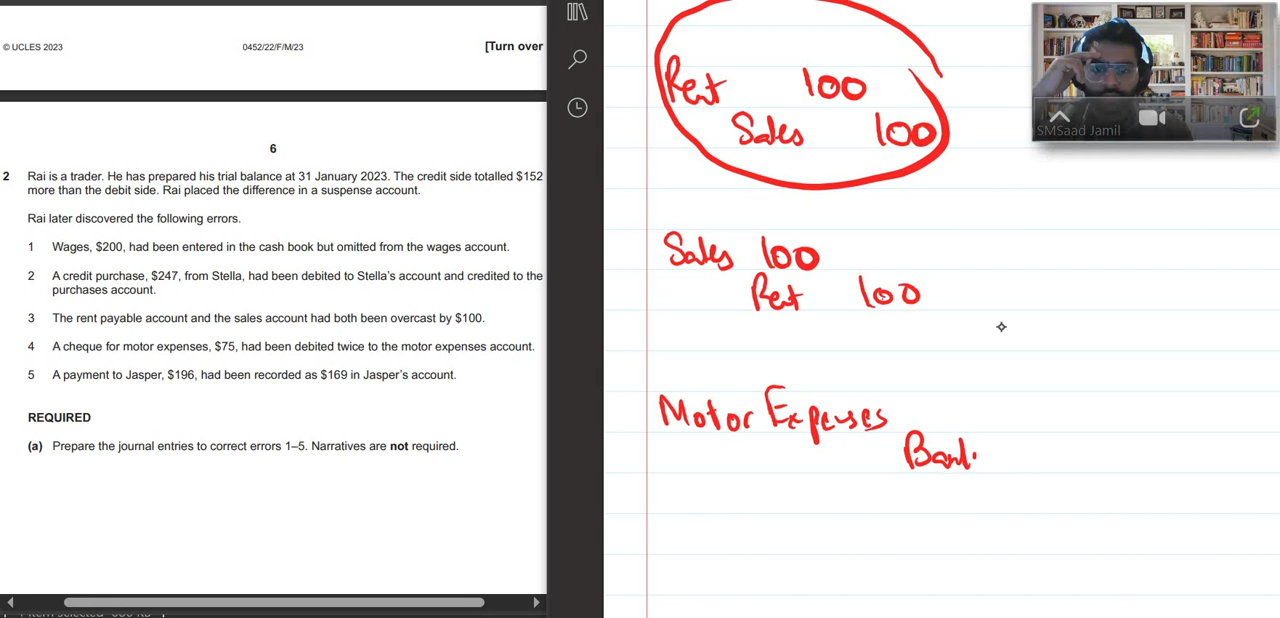 © UCLES 2023 0452/22/F/M/23 [Turn over
6
2 Rai is a trader. He has prepared his trial balance at 31 January 2023. The credit side totalled $152
more than the debit side. Rai placed the difference in a suspense account.
Rai later discovered the following errors.
1 Wages, $200, had been entered in the cash book but omitted from the wages account.
2 A credit purchase, $247, from Stella, had been debited to Stella's account and credited to the
purchases account.
3 The rent payable account and the sales account had both been overcast by $100.
4 A cheque for motor expenses, $75, had been debited twice to the motor expenses account.
5 A payment to Jasper, $196, had been recorded as $169 in Jasper's account.
REQUIRED
(a) Prepare the journal entries to correct errors 1–5. Narratives are not required.
Rent 100
Sales 100
Sales 100
Rent 100
Motor Expenses
Bank
SMSaad Jamil